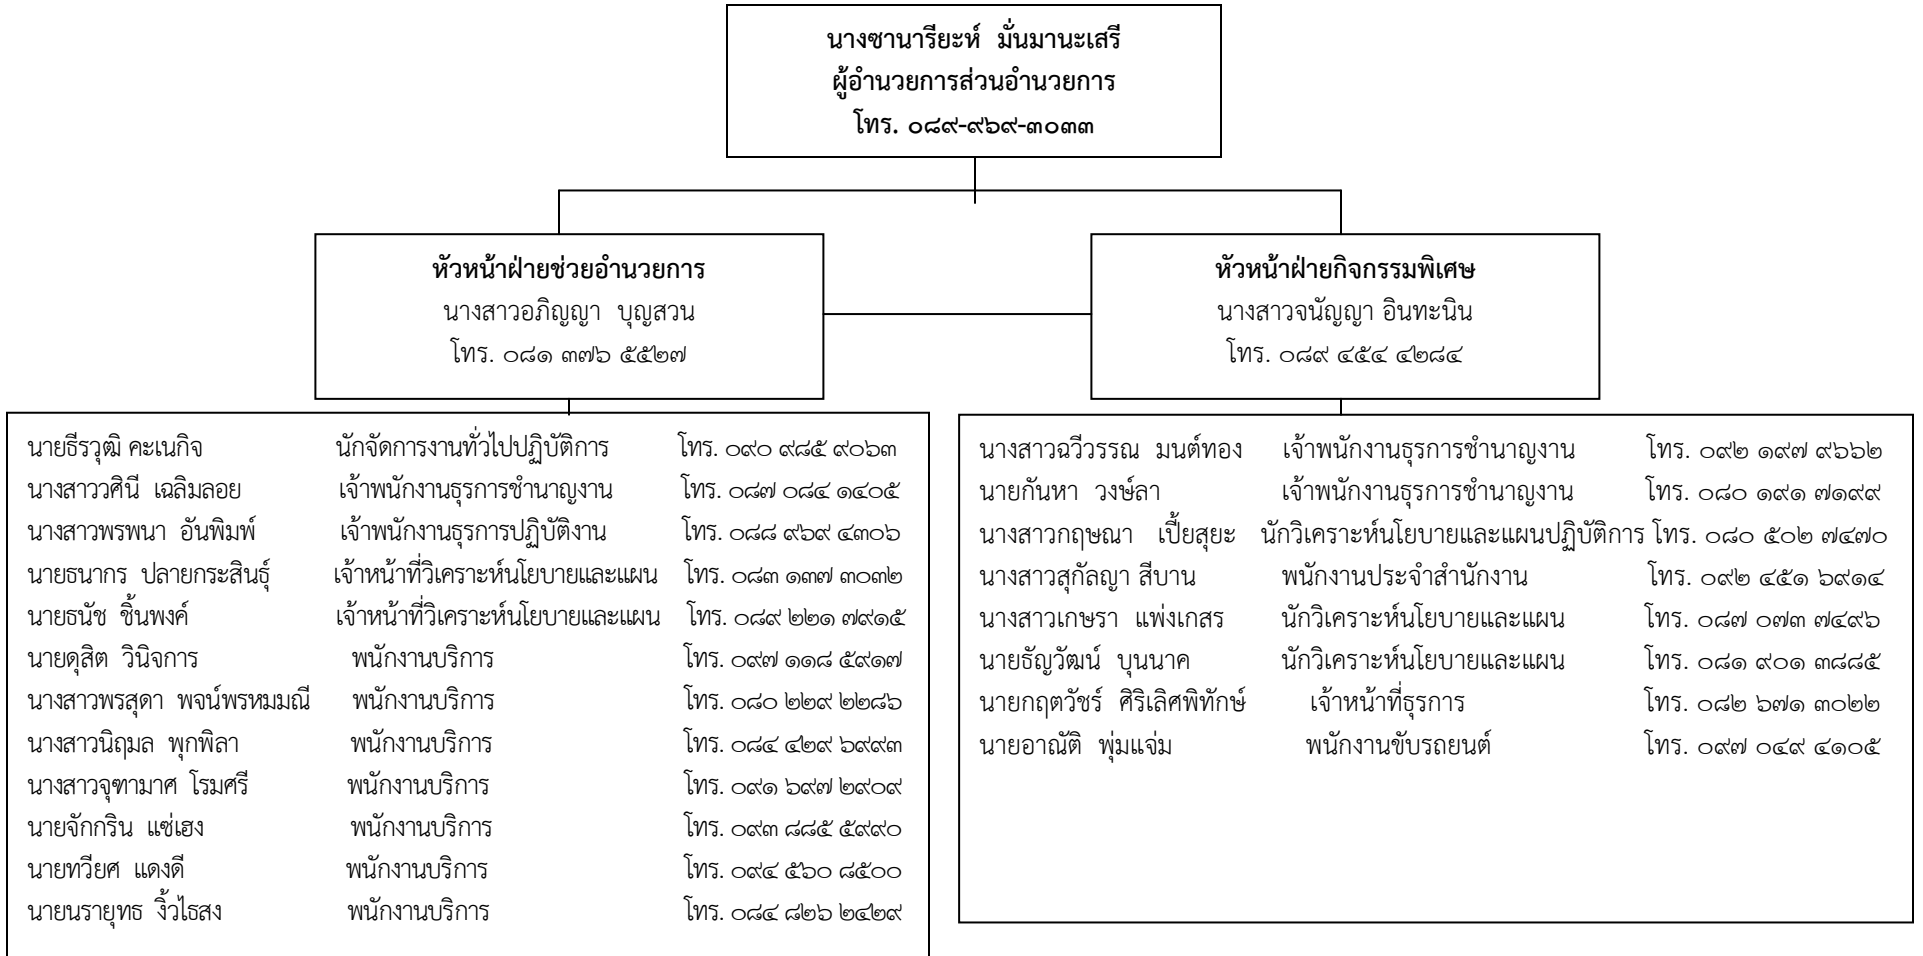 นางซานารียะห์ มั่นมานะเสรี
ผู้อำนวยการส่วนอำนวยการ
โทร. ๐๘๙-๙๖๙-๓๐๓๓
หัวหน้าฝ่ายช่วยอำนวยการ
นางสาวอภิญญา บุญสวน
โทร. ๐๘๑ ๓๗๖ ๕๕๒๗
หัวหน้าฝ่ายกิจกรรมพิเศษ
นางสาวจนัญญา อินทะนิน
โทร. ๐๘๙ ๔๕๔ ๔๒๘๔
นายธีรวุฒิ คะเนกิจ นักจัดการงานทั่วไปปฏิบัติการ โทร. ๐๙๐ ๙๘๕ ๙๐๖๓
นางสาววศินี เฉลิมลอย เจ้าพนักงานธุรการชำนาญงาน โทร. ๐๘๗ ๐๘๔ ๑๔๐๕
นางสาวพรพนา อันพิมพ์ เจ้าพนักงานธุรการปฏิบัติงาน โทร. ๐๘๘ ๙๖๙ ๔๓๐๖
นายธนากร ปลายกระสินธุ์ เจ้าหน้าที่วิเคราะห์นโยบายและแผน โทร. ๐๘๓ ๑๓๗ ๓๐๓๒
นายธนัช ชิ้นพงค์ เจ้าหน้าที่วิเคราะห์นโยบายและแผน โทร. ๐๘๙ ๒๒๑ ๗๙๑๕
นายดุสิต วินิจการ พนักงานบริการ โทร. ๐๙๗ ๑๑๘ ๕๙๑๗
นางสาวพรสุดา พจน์พรหมมณี พนักงานบริการ โทร. ๐๘๐ ๒๒๙ ๒๒๘๖
นางสาวนิฤมล พุกพิลา พนักงานบริการ โทร. ๐๘๔ ๔๒๙ ๖๙๙๓
นางสาวจุฑามาศ โรมศรี พนักงานบริการ โทร. ๐๙๑ ๖๙๗ ๒๙๐๙
นายจักกริน แซ่เฮง พนักงานบริการ โทร. ๐๙๓ ๘๘๕ ๕๙๙๐
นายทวียศ แดงดี พนักงานบริการ โทร. ๐๙๔ ๕๖๐ ๘๕๐๐
นายนรายุทธ งิ้วไธสง พนักงานบริการ โทร. ๐๘๔ ๘๒๖ ๒๔๒๙
นางสาวฉวีวรรณ มนต์ทอง เจ้าพนักงานธุรการชำนาญงาน โทร. ๐๙๒ ๑๙๗ ๙๖๖๒
นายกันหา วงษ์ลา เจ้าพนักงานธุรการชำนาญงาน โทร. ๐๘๐ ๑๙๑ ๗๑๙๙
นางสาวกฤษณา เปี้ยสุยะ นักวิเคราะห์นโยบายและแผนปฏิบัติการ โทร. ๐๘๐ ๕๐๒ ๗๔๗๐
นางสาวสุกัลญา สีบาน พนักงานประจำสำนักงาน โทร. ๐๙๒ ๔๕๑ ๖๙๑๔
นางสาวเกษรา แพ่งเกสร นักวิเคราะห์นโยบายและแผน โทร. ๐๘๗ ๐๗๓ ๗๔๙๖
นายธัญวัฒน์ บุนนาค นักวิเคราะห์นโยบายและแผน โทร. ๐๘๑ ๙๐๑ ๓๘๘๕
นายกฤตวัชร์ ศิริเลิศพิทักษ์ เจ้าหน้าที่ธุรการ โทร. ๐๘๒ ๖๗๑ ๓๐๒๒
นายอาณัติ พุ่มแจ่ม พนักงานขับรถยนต์ โทร. ๐๙๗ ๐๔๙ ๔๑๐๕